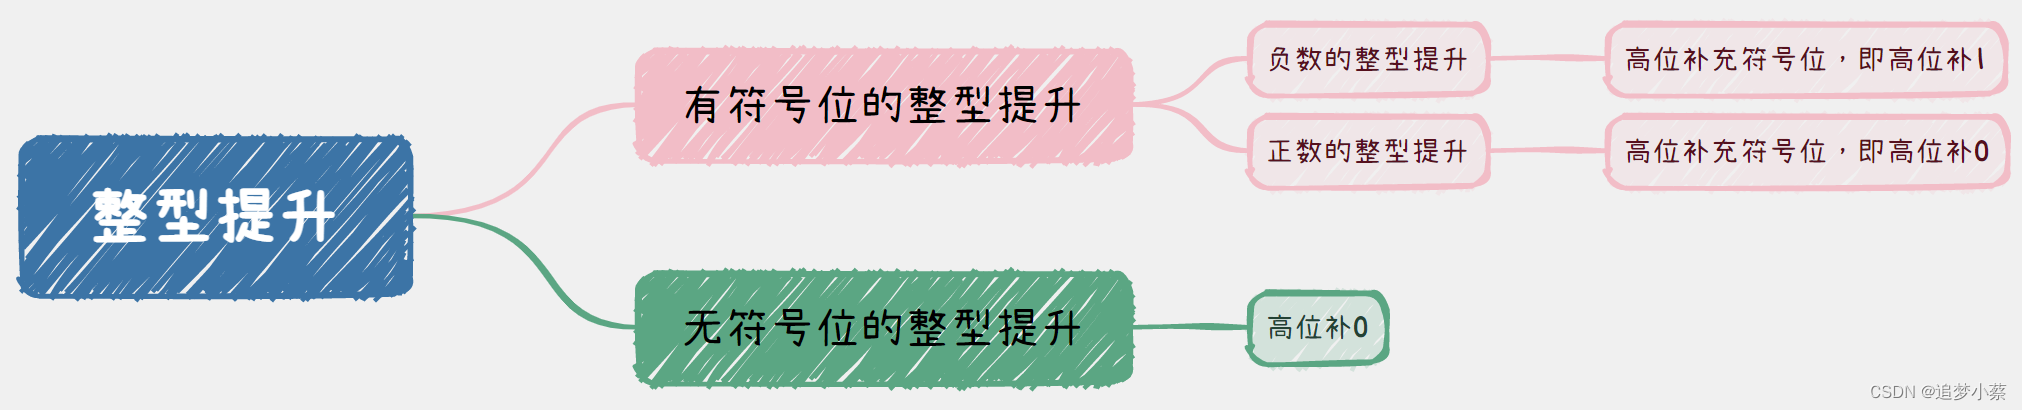 整型提升
有符号位的整型提升
负数的整型提升
高位补充符号位，即高位补1
正数的整型提升
高位补充符号位，即高位补0
无符号位的整型提升
高位补0
CSDN @追梦小蔡